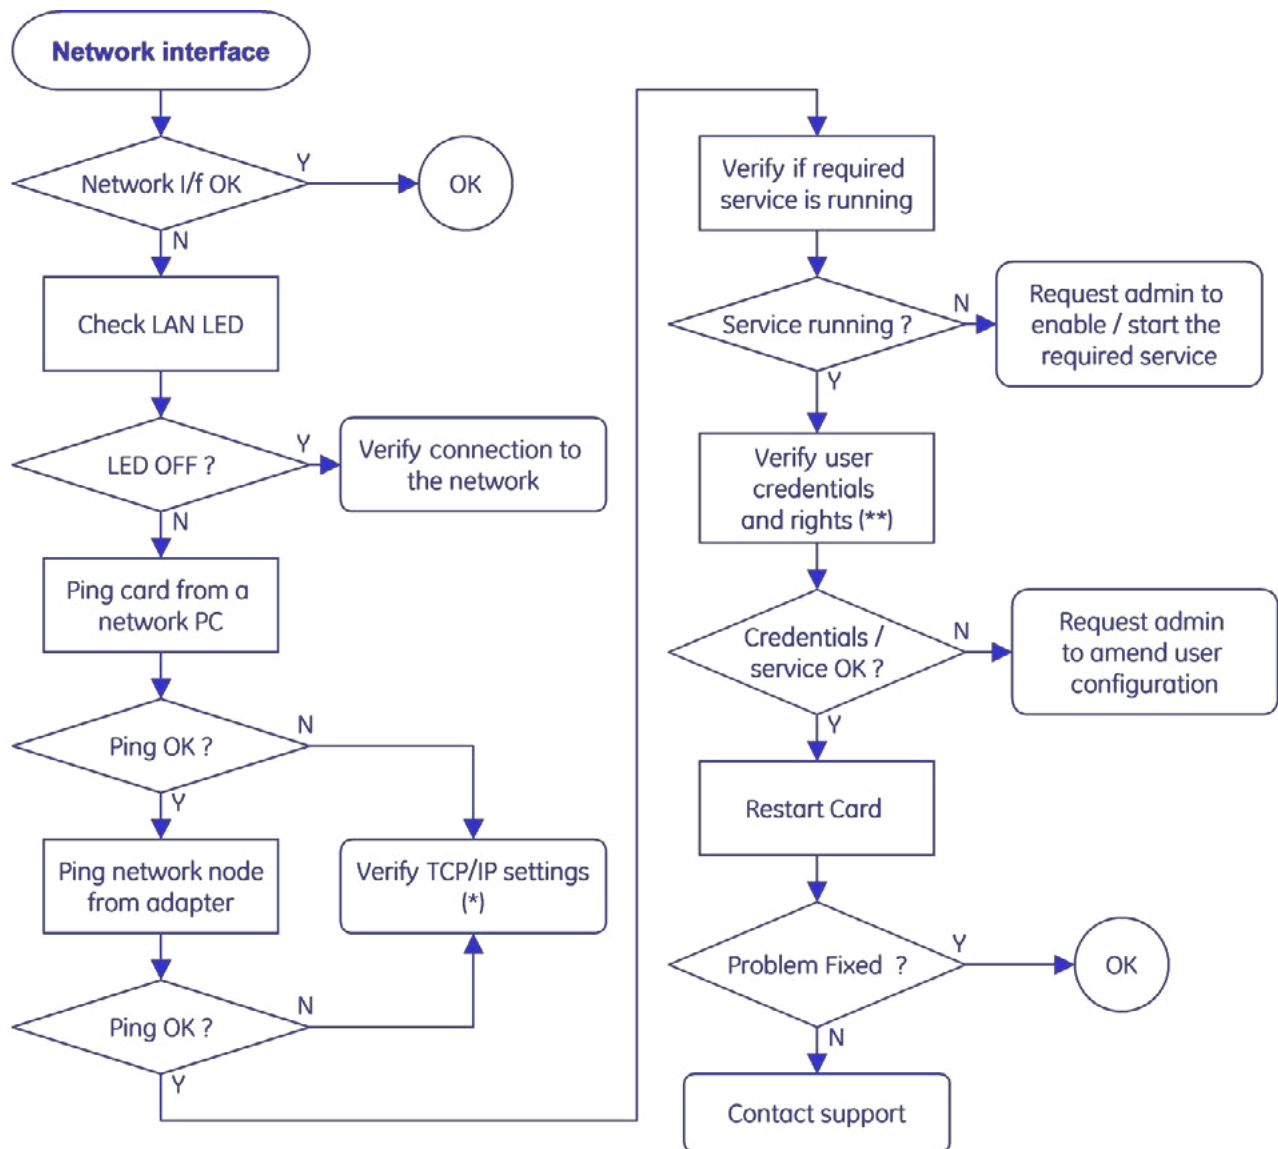 Network interface
Network I/f OK
Y
OK
N
Check LAN LED
LED OFF ?
Y
Verify connection to
the network
N
Ping card from a
network PC
Ping OK ?
N
Y
Ping network node
from adapter
Verify TCP/IP settings
(*)
Ping OK ?
N
Y
Verify if required
service is running
Service running ?
N
Request admin to
enable / start the
required service
Y
Verify user
credentials
and rights (**)
Credentials /
service OK ?
N
Request admin
to amend user
configuration
Y
Restart Card
Problem Fixed ?
Y
OK
N
Contact support